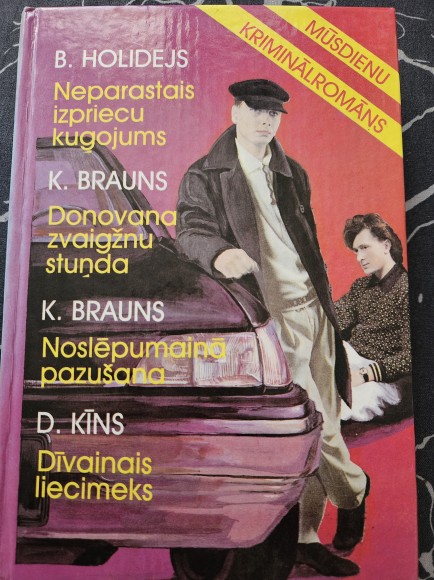 MŪSDIENU
KRIMINĀLROMĀNS
B. HOLIDEJS
Neparastais
izpriecu
kuģojums
K. BRAUNS
Donovana
zvaigžņu
stunda
K. BRAUNS
Noslēpumainā
pazušana
D. KĪNS
Dīvainais
liecinieks